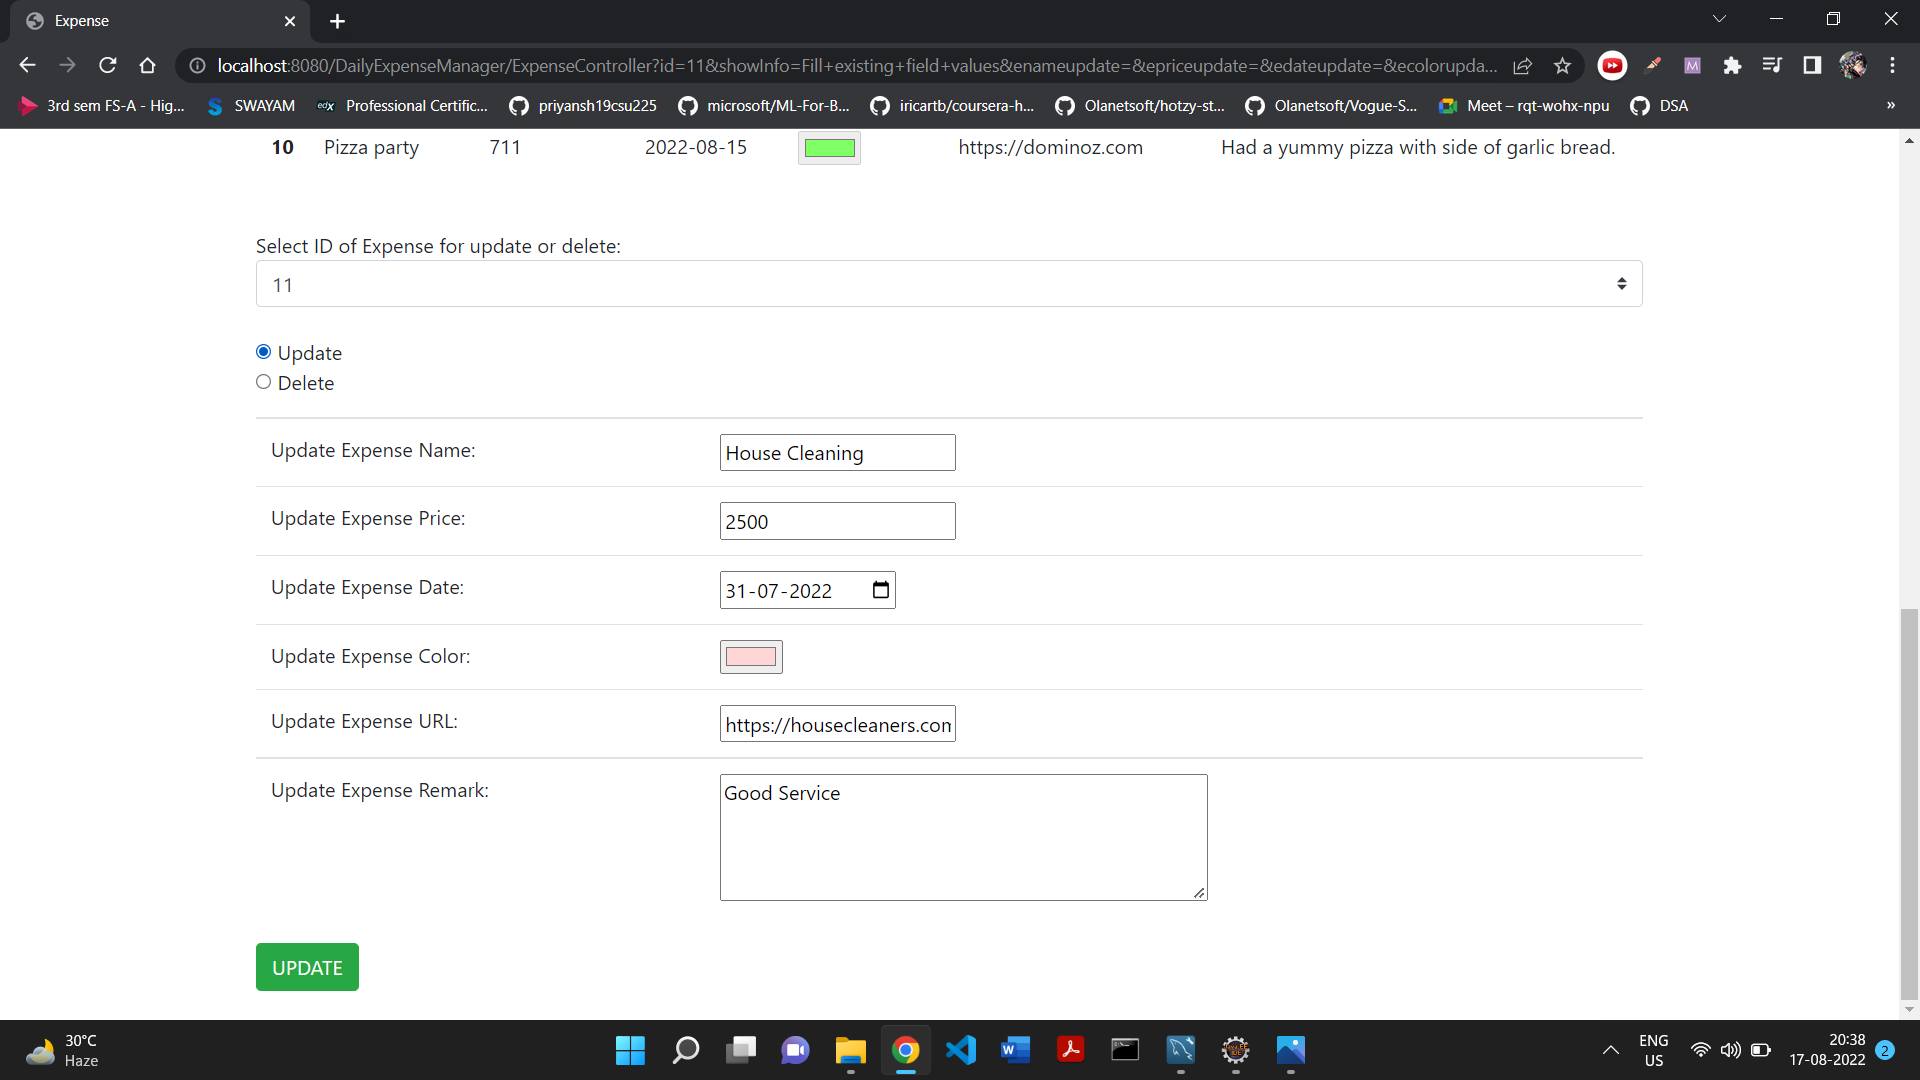 Expense
localhost:8080/DailyExpenseManager/ExpenseController?id=11&showInfo=Fill+existing+field+values&enameupdate=&epriceupdate=&edateupdate=&ecolorupda...
3rd sem FS-A - Hig... SWAYAM edX Professional Certific... priyansh19csu225 microsoft/ML-For-B... iricartb/coursera-h... Olanetsoft/hotzy-st... Olanetsoft/Vogue-S... Meet – rqt-wohx-npu DSA »
10 Pizza party 711 2022-08-15 https://dominoz.com Had a yummy pizza with side of garlic bread.
Select ID of Expense for update or delete:
11
Update
Delete
Update Expense Name: House Cleaning
Update Expense Price: 2500
Update Expense Date: 31-07-2022
Update Expense Color:
Update Expense URL: https://housecleaners.con
Update Expense Remark: Good Service
UPDATE
30°C
Haze
ENG
US
20:38
17-08-2022
2